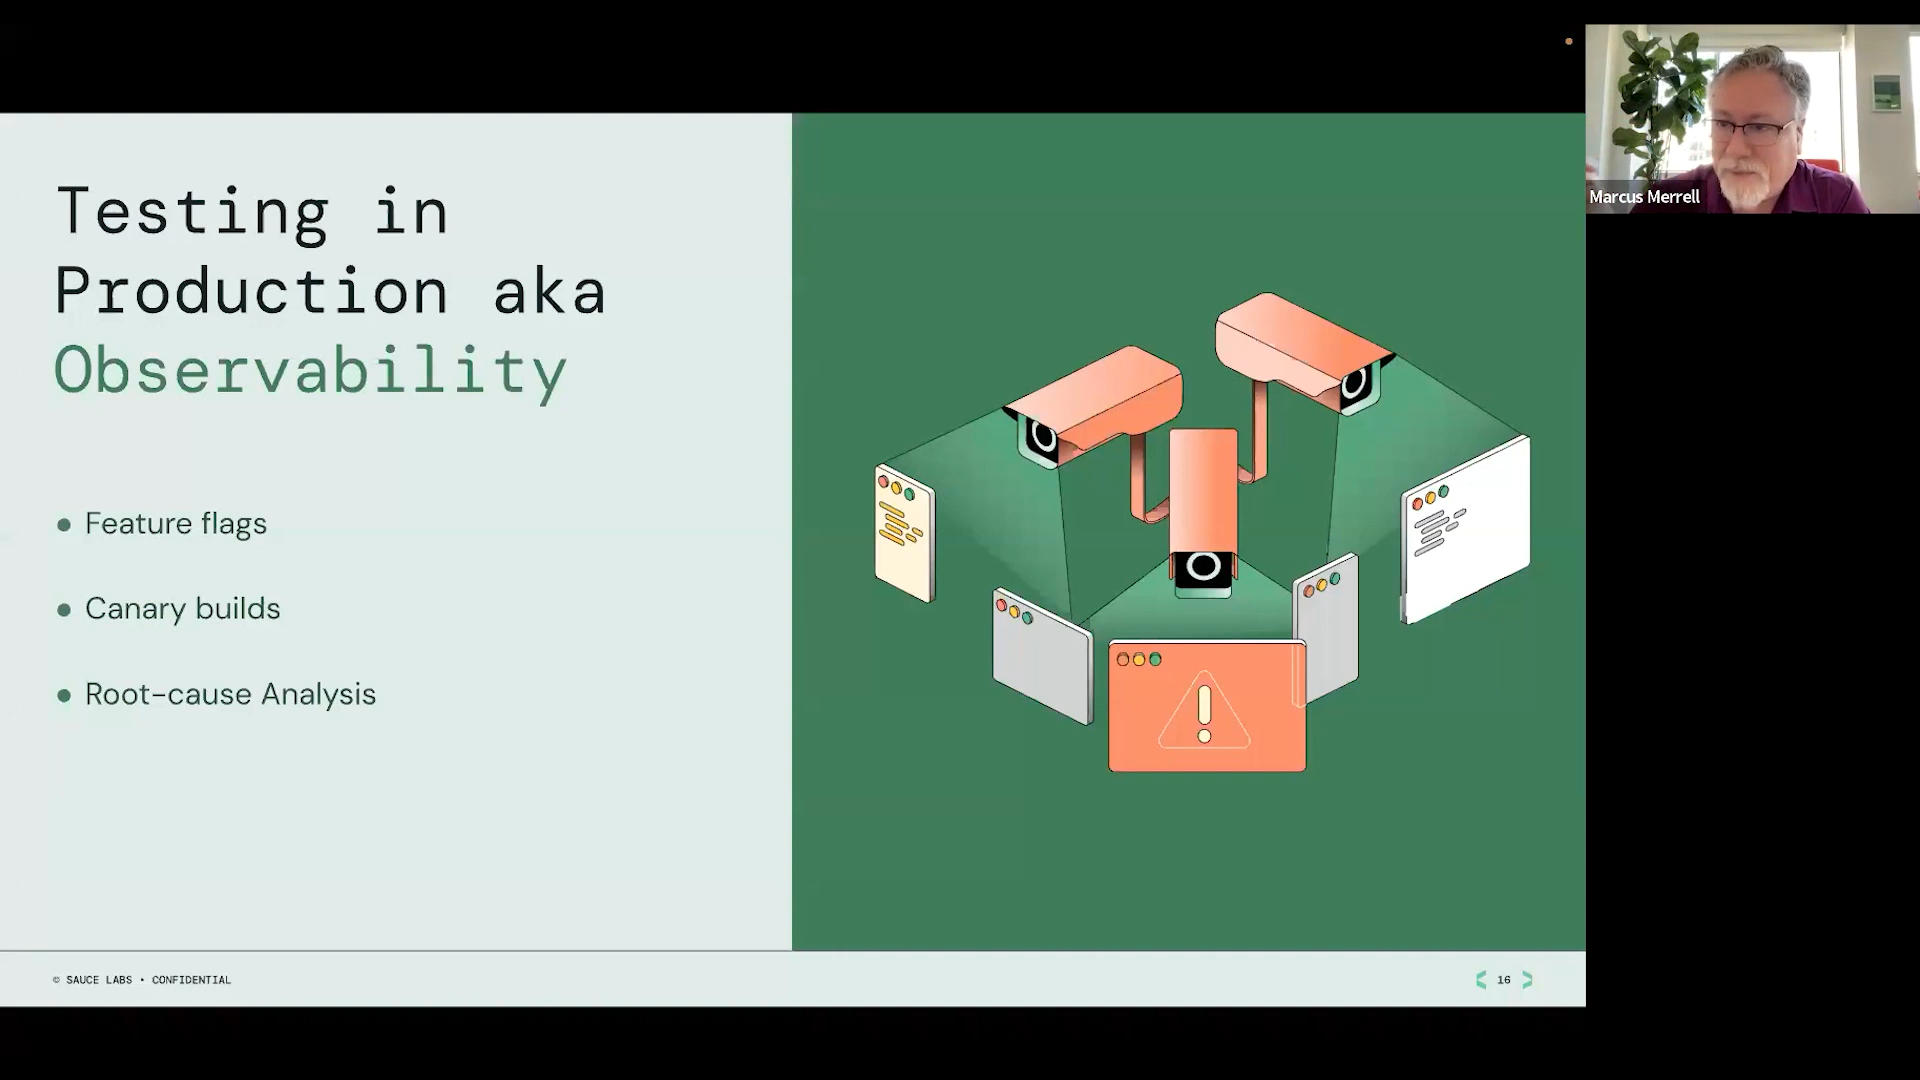 Testing in
Production aka
Observability
• Feature flags
• Canary builds
• Root-cause Analysis
© SAUCE LABS • CONFIDENTIAL
< 16 >
Marcus Merrell